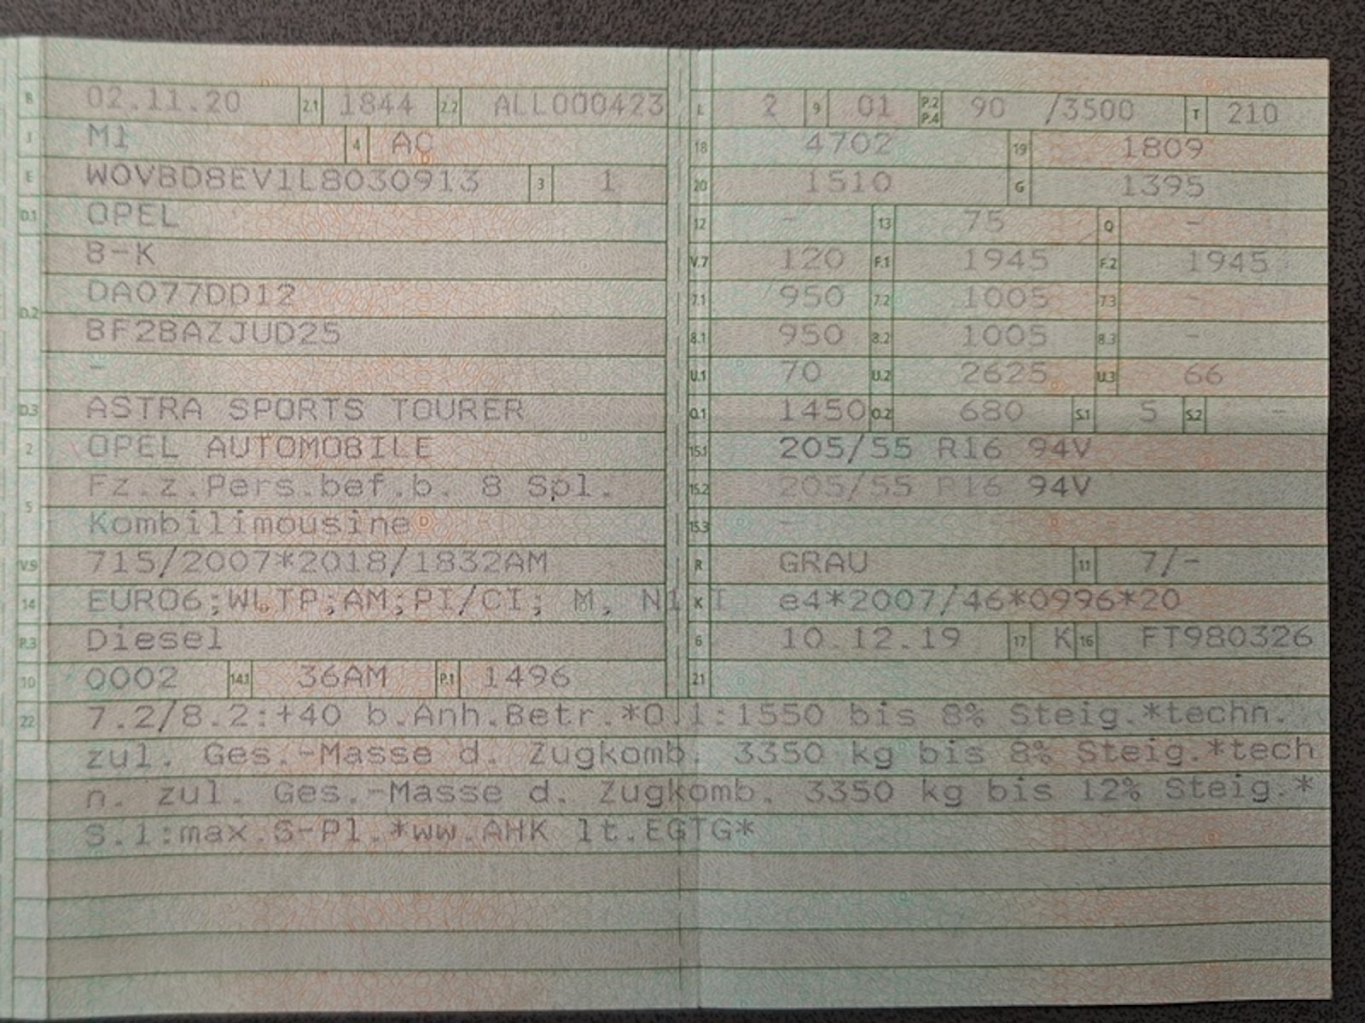 B 02.11.20 2.1 1844 2.2 ALL000423
J M1 4 AC
E W0VBD8EV1L8030913 3 1
D.1 OPEL
B-K
D.2 DA077DD12
BF2BAZJUD25
-
D.3 ASTRA SPORTS TOURER
2 OPEL AUTOMOBILE
5 Fz.z.Pers.bef.b. 8 Spl.
Kombilimousine
V.9 715/2007*2018/1832AM
14 EURO6;WLTP;AM;PI/CI; M, N1 I
P.3 Diesel
10 0002 14.1 36AM P.1 1496
L 2 9 01 P.2 P.4 90 /3500 T 210
18 4702 19 1809
20 1510 G 1395
12 - 13 75 Q -
V.7 120 F.1 1945 F.2 1945
7.1 950 7.2 1005 7.3 -
8.1 950 8.2 1005 8.3 -
U.1 70 U.2 2625 U.3 66
O.1 1450 O.2 680 S.1 5 S.2 -
15.1 205/55 R16 94V
15.2 205/55 R16 94V
15.3 -
R GRAU 11 7/-
K e4*2007/46*0996*20
6 10.12.19 17 K 16 FT980326
21
22 7.2/8.2:+40 b.Anh.Betr.*O.1:1550 bis 8% Steig.*techn.
zul. Ges.-Masse d. Zugkomb. 3350 kg bis 8% Steig.*tech
n. zul. Ges.-Masse d. Zugkomb. 3350 kg bis 12% Steig.*
S.1:max.S-Pl.*ww.AHK lt.EGTG*